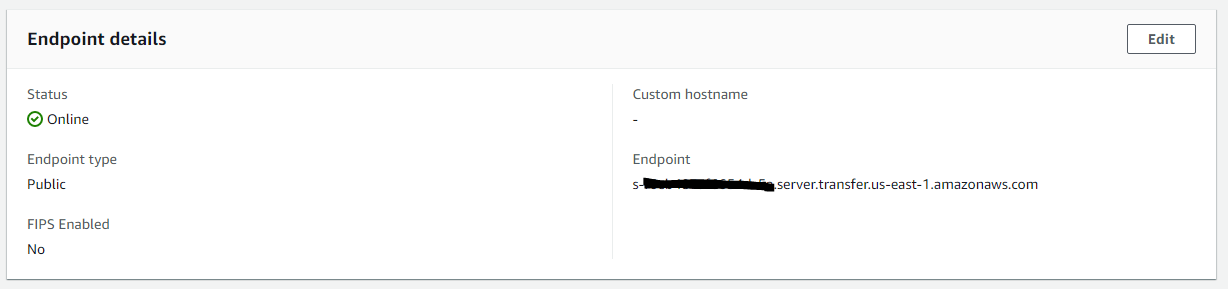 Endpoint details
Edit
Status
Online
Endpoint type
Public
FIPS Enabled
No
Custom hostname
-
Endpoint
s- .server.transfer.us-east-1.amazonaws.com